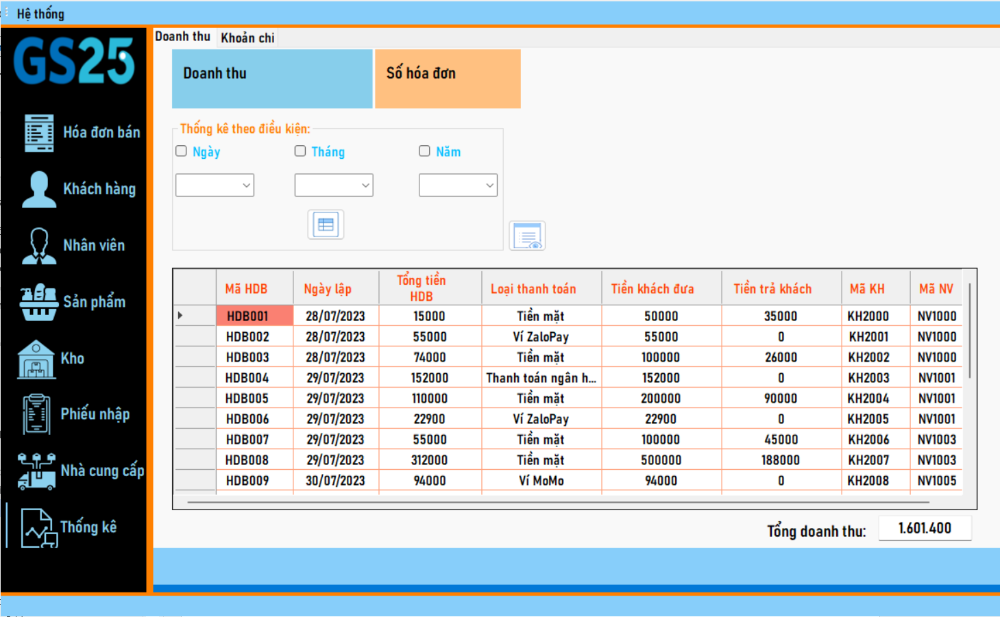 Hệ thống
GS25
Hóa đơn bán
Khách hàng
Nhân viên
Sản phẩm
Kho
Phiếu nhập
Nhà cung cấp
Thống kê
Doanh thu Khoản chi
Doanh thu Số hóa đơn
Thống kê theo điều kiện:
Ngày Tháng Năm
Mã HDB Ngày lập Tổng tiền HDB Loại thanh toán Tiền khách đưa Tiền trả khách Mã KH Mã NV
HDB001 28/07/2023 15000 Tiền mặt 50000 35000 KH2000 NV1000
HDB002 28/07/2023 55000 Ví ZaloPay 55000 0 KH2001 NV1000
HDB003 28/07/2023 74000 Tiền mặt 100000 26000 KH2002 NV1000
HDB004 29/07/2023 152000 Thanh toán ngân h... 152000 0 KH2003 NV1001
HDB005 29/07/2023 110000 Tiền mặt 200000 90000 KH2004 NV1001
HDB006 29/07/2023 22900 Ví ZaloPay 22900 0 KH2005 NV1001
HDB007 29/07/2023 55000 Tiền mặt 100000 45000 KH2006 NV1003
HDB008 29/07/2023 312000 Tiền mặt 500000 188000 KH2007 NV1003
HDB009 30/07/2023 94000 Ví MoMo 94000 0 KH2008 NV1005
Tổng doanh thu: 1.601.400